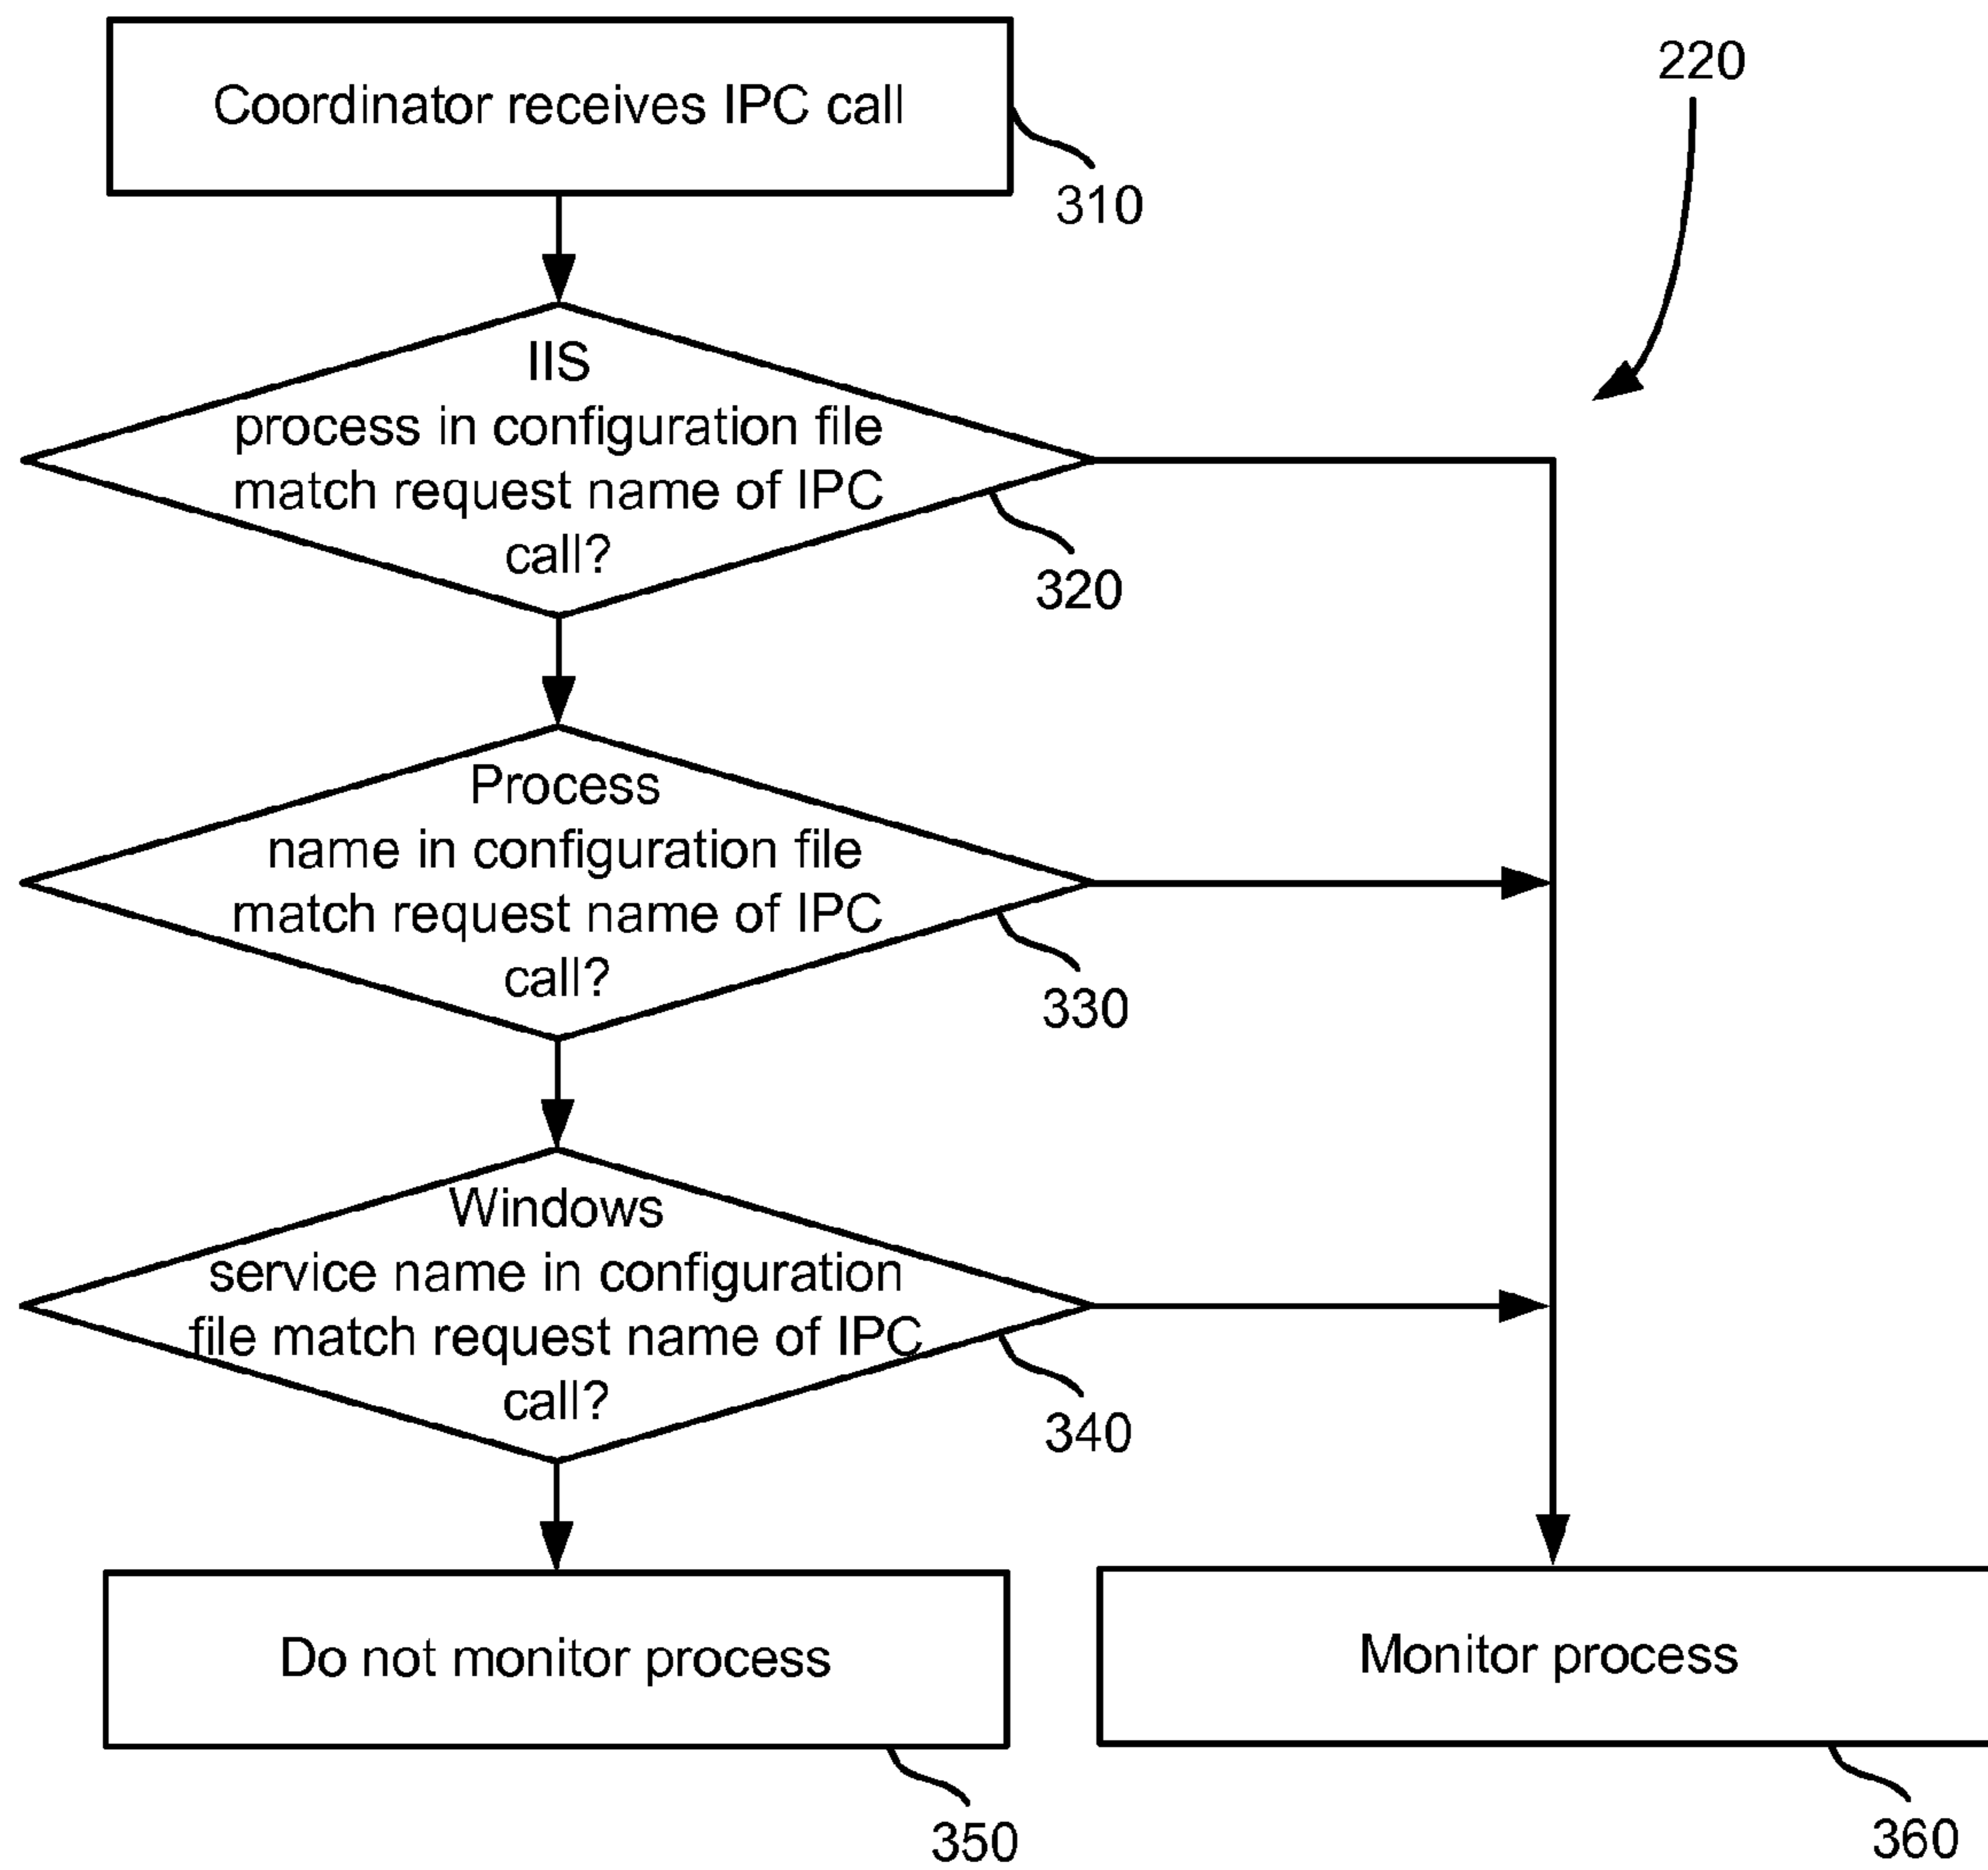 Coordinator receives IPC call
220
310
IIS
process in configuration file
match request name of IPC
call?
320
Process
name in configuration file
match request name of IPC
call?
330
Windows
service name in configuration
file match request name of IPC
call?
340
Do not monitor process
Monitor process
350
360